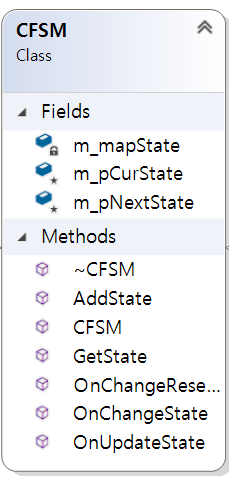 CFSM
Class
Fields
m_mapState
m_pCurState
m_pNextState
Methods
~CFSM
AddState
CFSM
GetState
OnChangeRese...
OnChangeState
OnUpdateState